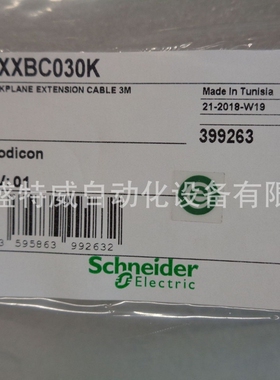 XXBC030K
KPLANE EXTENSION CABLE 3M
Made In Tunisia
21-2018-W19
399263
odicon
特威自动化设备有限
/: 01
3 595863 992632
Schneider
Electric